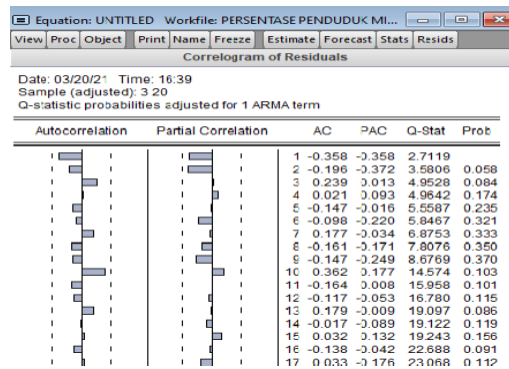 Equation: UNTITLED Workfile: PERSENTASE PENDUDUK MI...
View Proc Object Print Name Freeze Estimate Forecast Stats Resids
Correlogram of Residuals
Date: 03/20/21 Time: 16:39
Sample (adjusted): 3 20
Q-statistic probabilities adjusted for 1 ARMA term
Autocorrelation Partial Correlation AC PAC Q-Stat Prob
1 -0.358 -0.358 2.7119
2 -0.196 -0.372 3.5806 0.058
3 0.239 0.013 4.9528 0.084
4 0.021 0.093 4.9642 0.174
5 -0.147 -0.016 5.5587 0.235
6 -0.098 -0.220 5.8467 0.321
7 0.177 -0.034 6.8753 0.333
8 -0.161 -0.171 7.8076 0.350
9 -0.147 -0.249 8.6769 0.370
10 0.362 0.177 14.574 0.103
11 -0.164 0.008 15.958 0.101
12 -0.117 -0.053 16.780 0.115
13 0.179 -0.009 19.097 0.086
14 -0.017 -0.089 19.122 0.119
15 0.032 0.132 19.243 0.156
16 -0.138 -0.042 22.688 0.091
17 0.033 -0.176 23.068 0.112